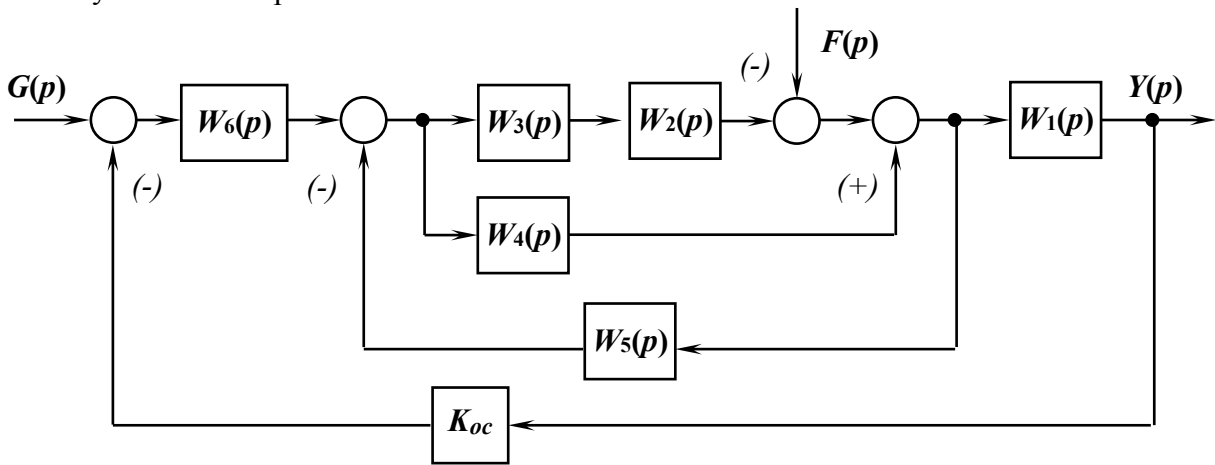 F(p)
(-)
G(p)
Y(p)
W6(p)
W3(p)
W2(p)
W1(p)
(-)
(-)
(+)
W4(p)
W5(p)
Koc